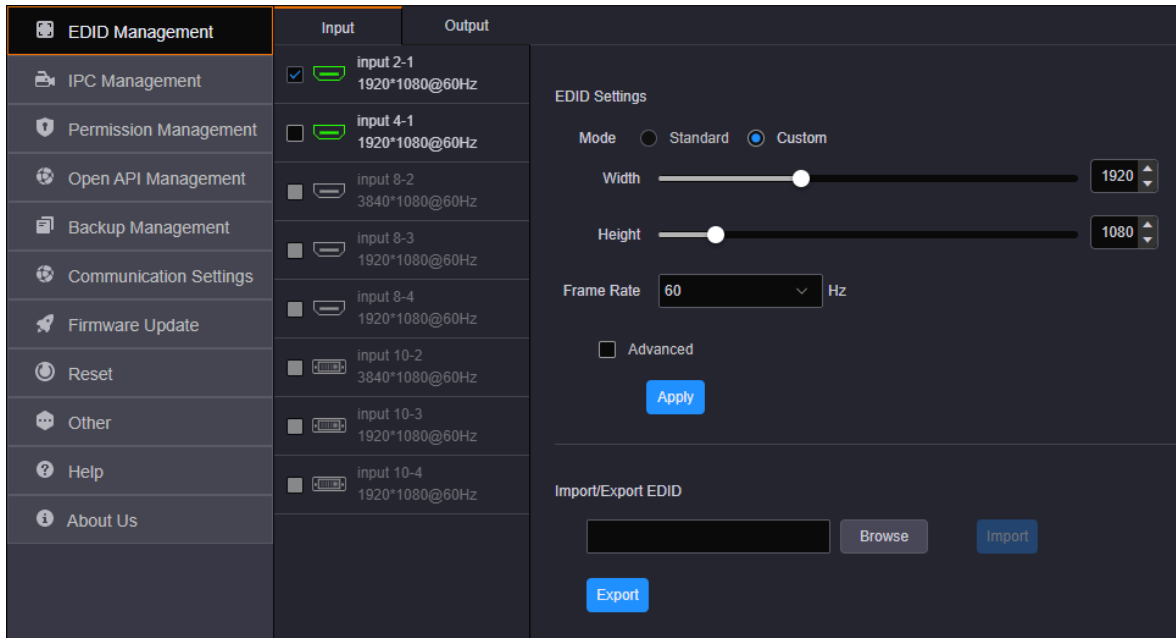 EDID Management
IPC Management
Permission Management
Open API Management
Backup Management
Communication Settings
Firmware Update
Reset
Other
Help
About Us
Input
Output
input 2-1
1920*1080@60Hz
input 4-1
1920*1080@60Hz
input 8-2
3840*1080@60Hz
input 8-3
1920*1080@60Hz
input 8-4
1920*1080@60Hz
input 10-2
3840*1080@60Hz
input 10-3
1920*1080@60Hz
input 10-4
1920*1080@60Hz
EDID Settings
Mode Standard Custom
Width 1920
Height 1080
Frame Rate 60 Hz
Advanced
Apply
Import/Export EDID
Browse Import
Export